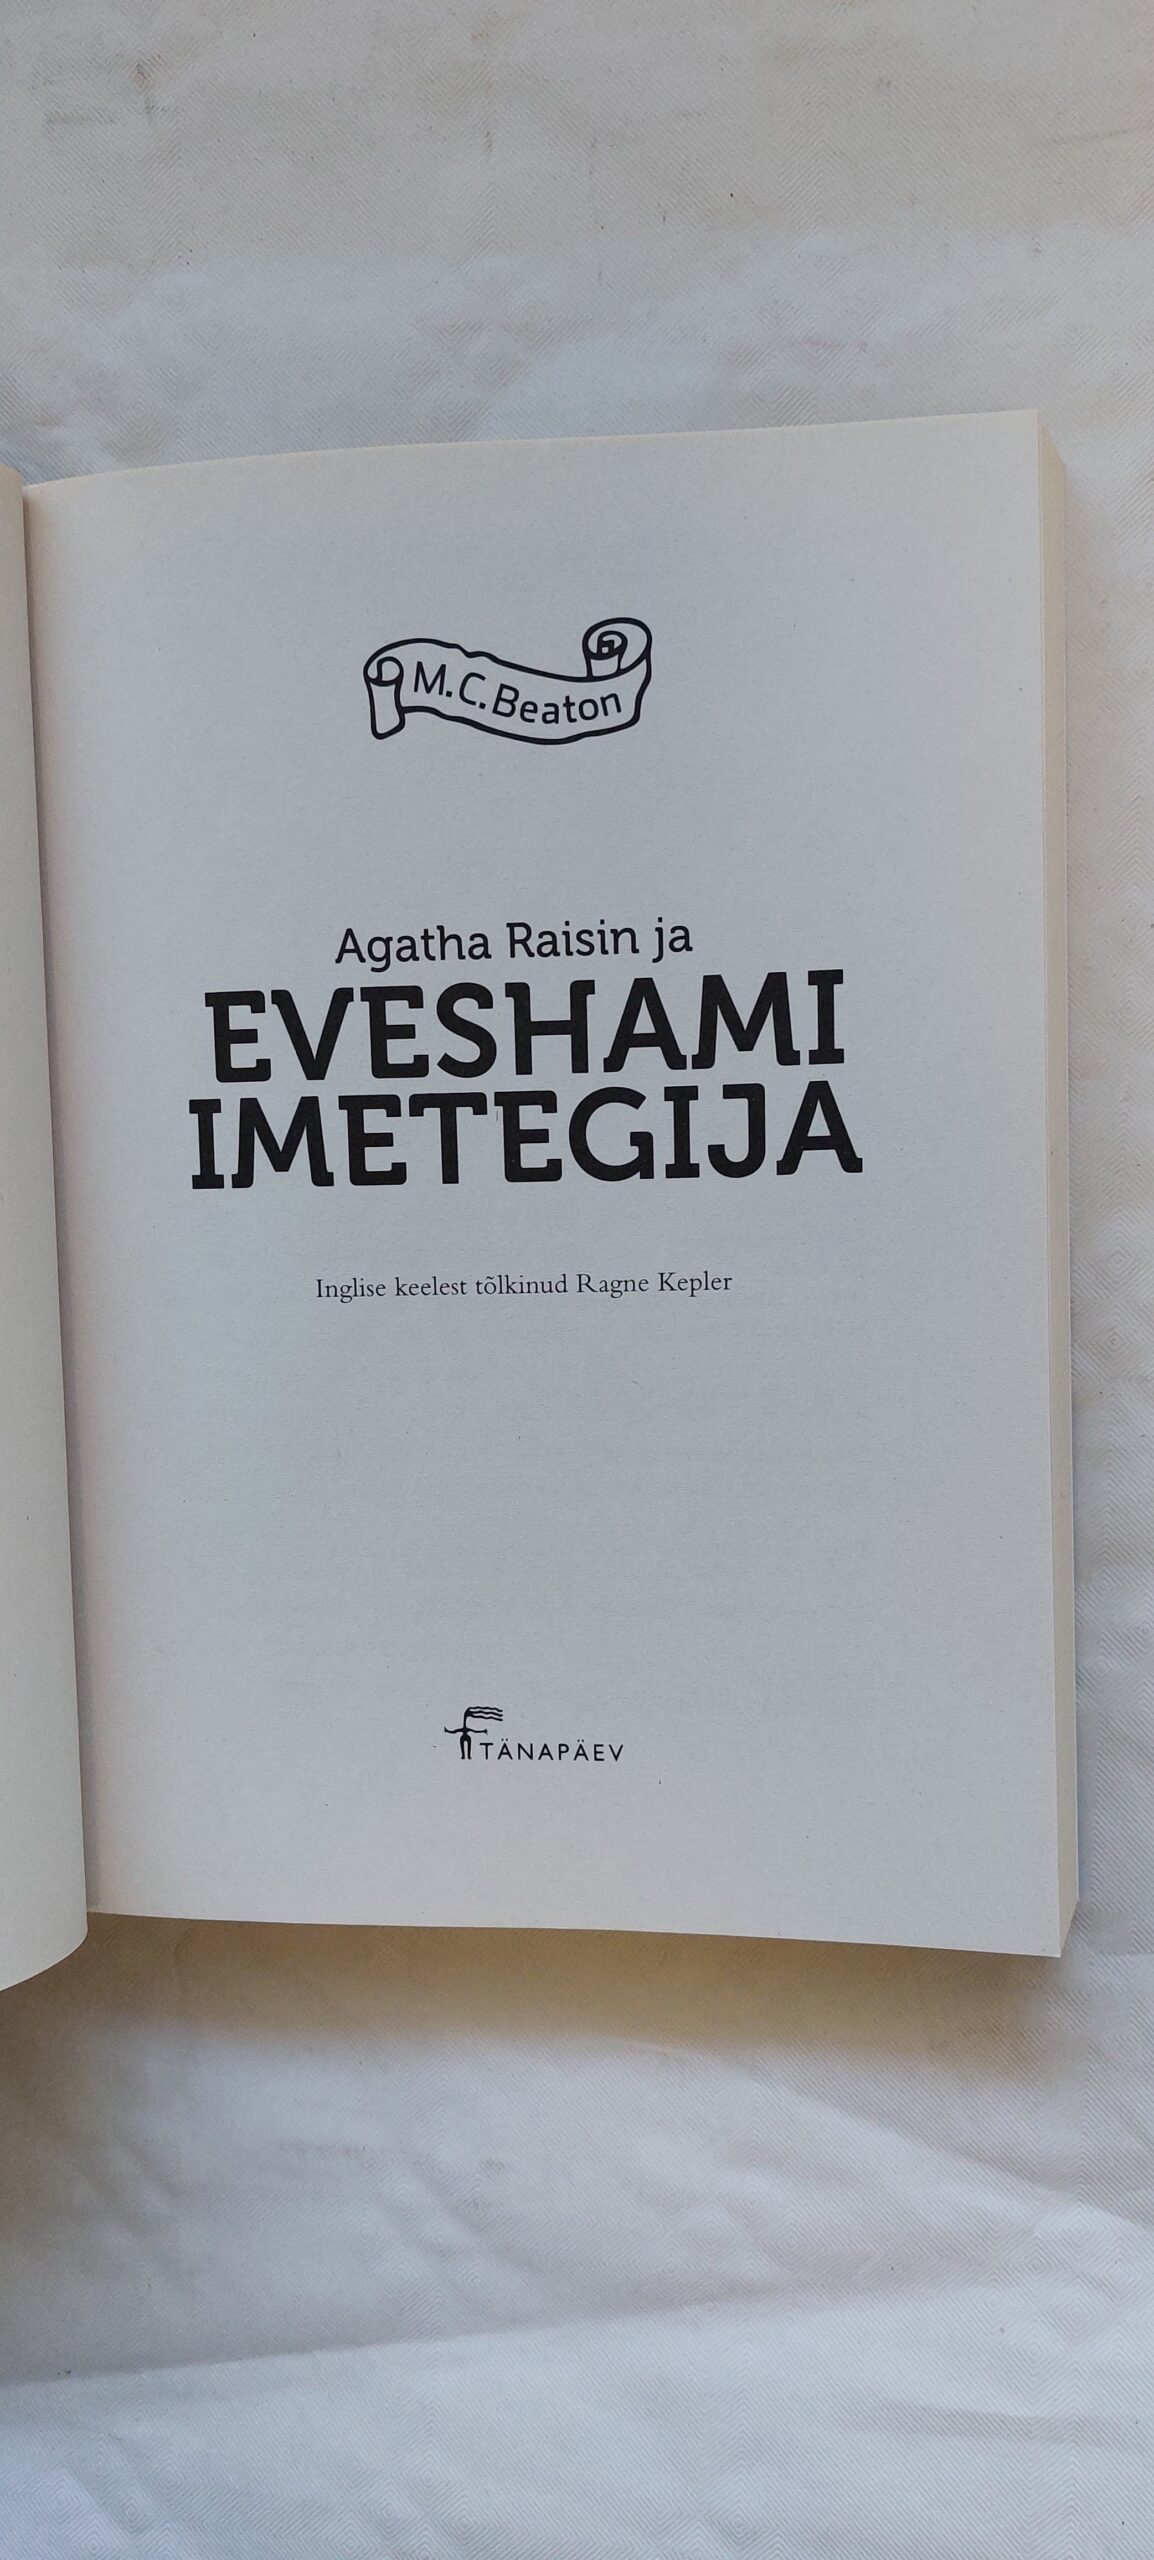 M.C.Beaton
Agatha Raisin ja
EVESHAMI
IMETEGIJA
Inglise keelest tõlkinud Ragne Kepler
TÄNAPÄEV